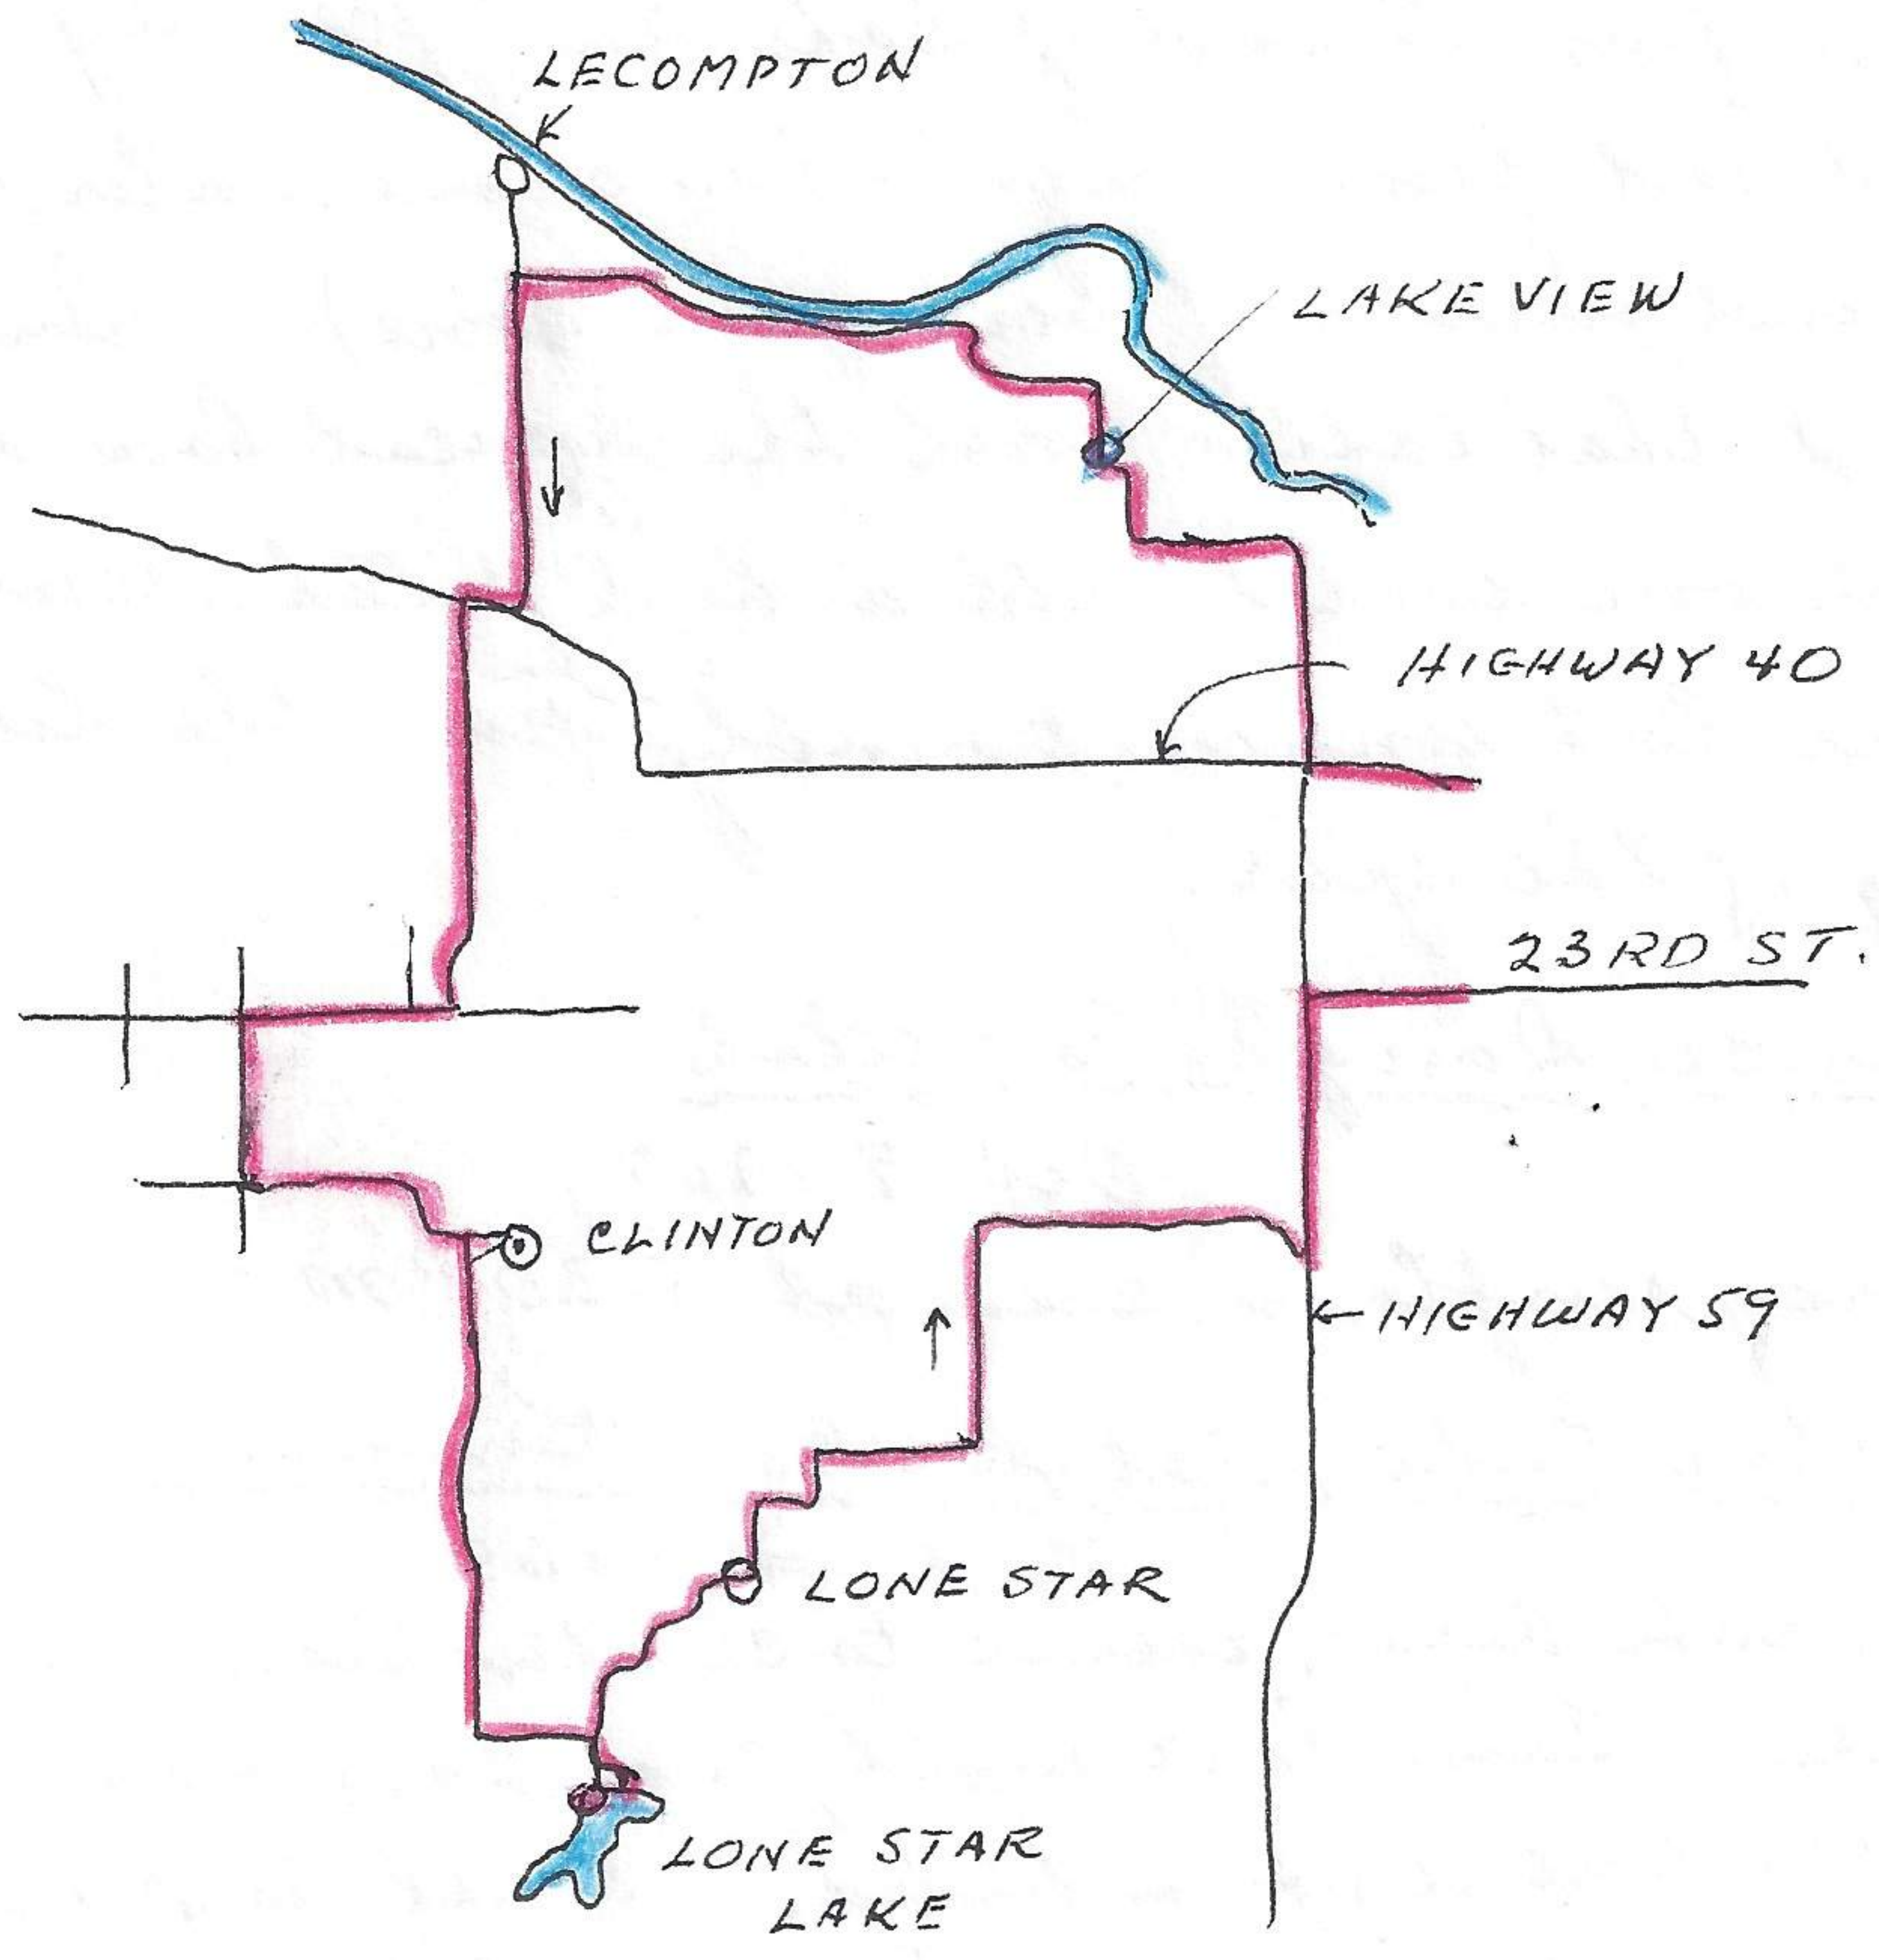 LECOMPTON
LAKE VIEW
HIGHWAY 40
23RD ST.
CLINTON
HIGHWAY 59
LONE STAR
LONE STAR
LAKE